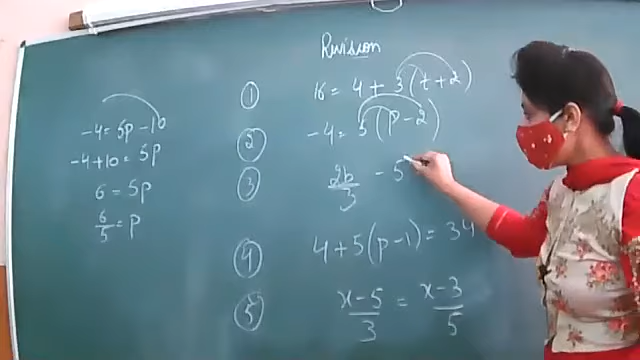 Revision
① 16 = 4 + 3(t + 2)
② -4 = 5(p - 2)
③ 2b/3 - 5
④ 4 + 5(p - 1) = 34
⑤ x - 5/3 = x - 3/5
-4 = 5p - 10
-4 + 10 = 5p
6 = 5p
6/5 = p